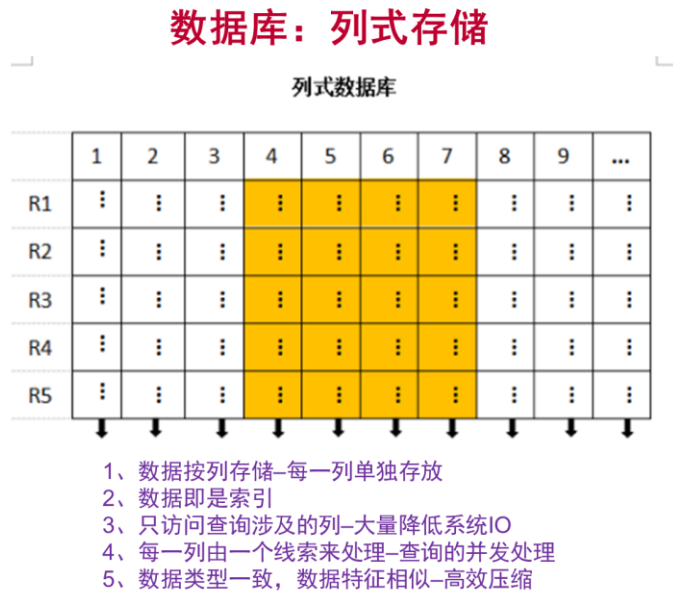 数据库：列式存储
列式数据库
1 2 3 4 5 6 7 8 9 ...
R1
R2
R3
R4
R5
1、数据按列存储–每一列单独存放
2、数据即是索引
3、只访问查询涉及的列–大量降低系统IO
4、每一列由一个线索来处理–查询的并发处理
5、数据类型一致，数据特征相似–高效压缩